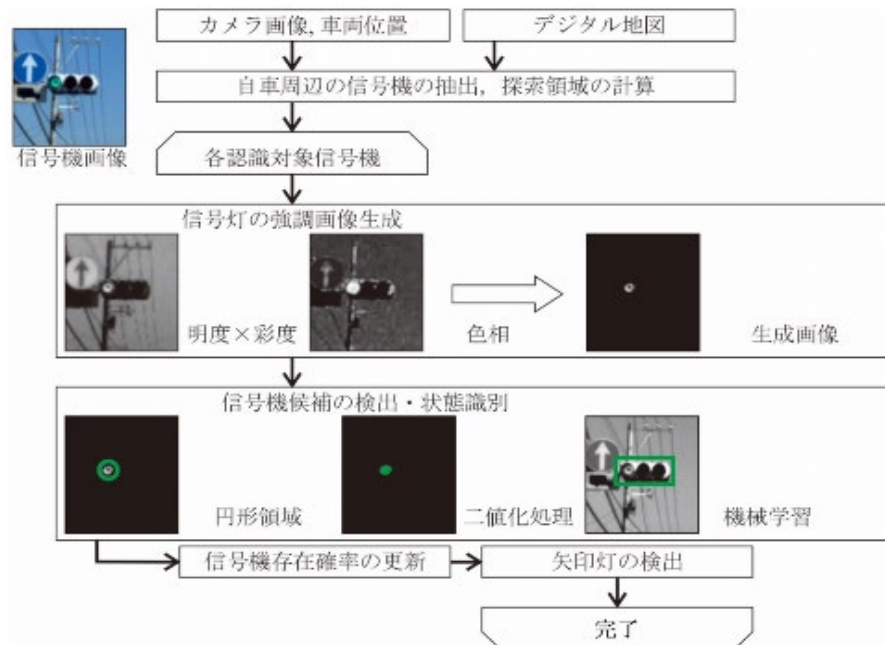 カメラ画像, 車両位置
デジタル地図
自車周辺の信号機の抽出, 探索領域の計算
信号機画像
各認識対象信号機
信号灯の強調画像生成
明度×彩度
色相
生成画像
信号機候補の検出・状態識別
円形領域
二値化処理
機械学習
信号機存在確率の更新
矢印灯の検出
完了